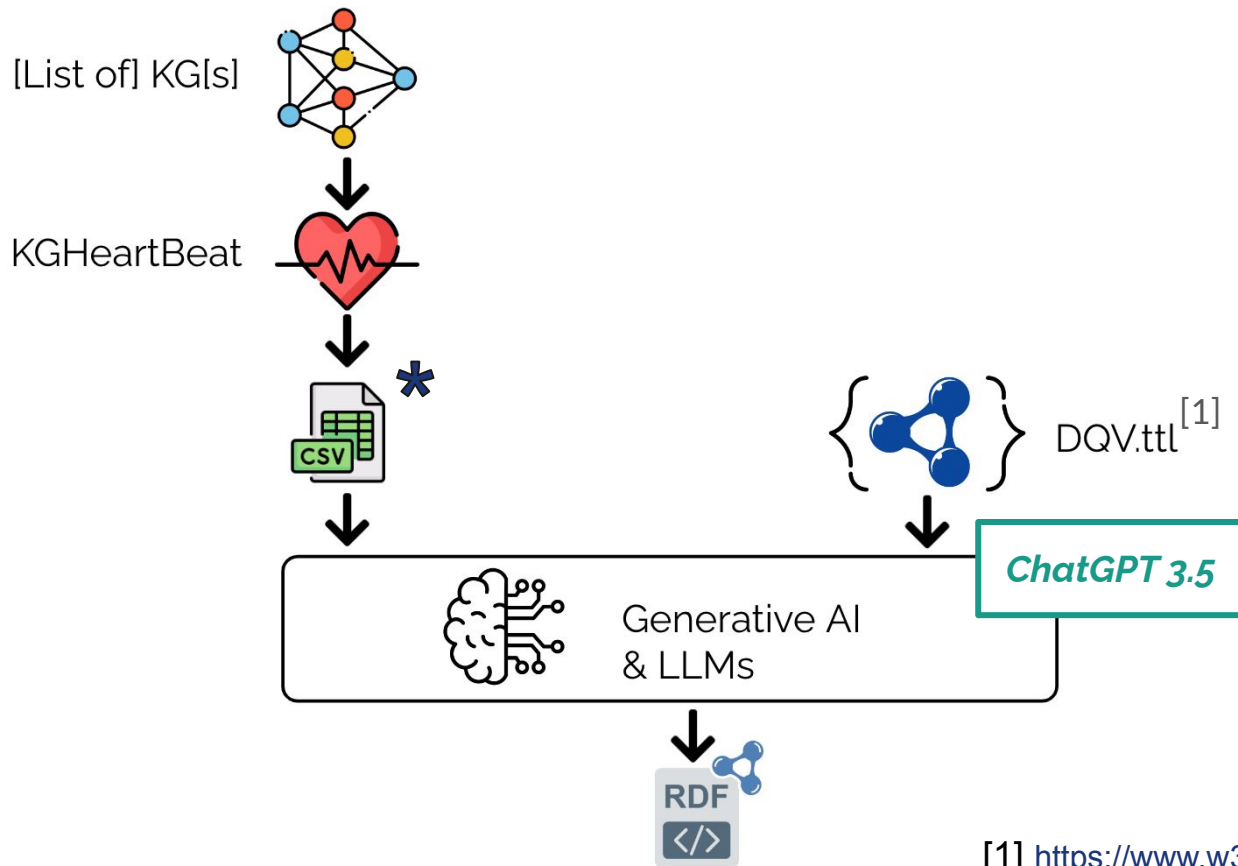 [List of] KG[s]
KGHeartBeat
*
CSV
DQV.ttl[1]
ChatGPT 3.5
Generative AI
& LLMs
RDF
</>
[1] https://www.w3